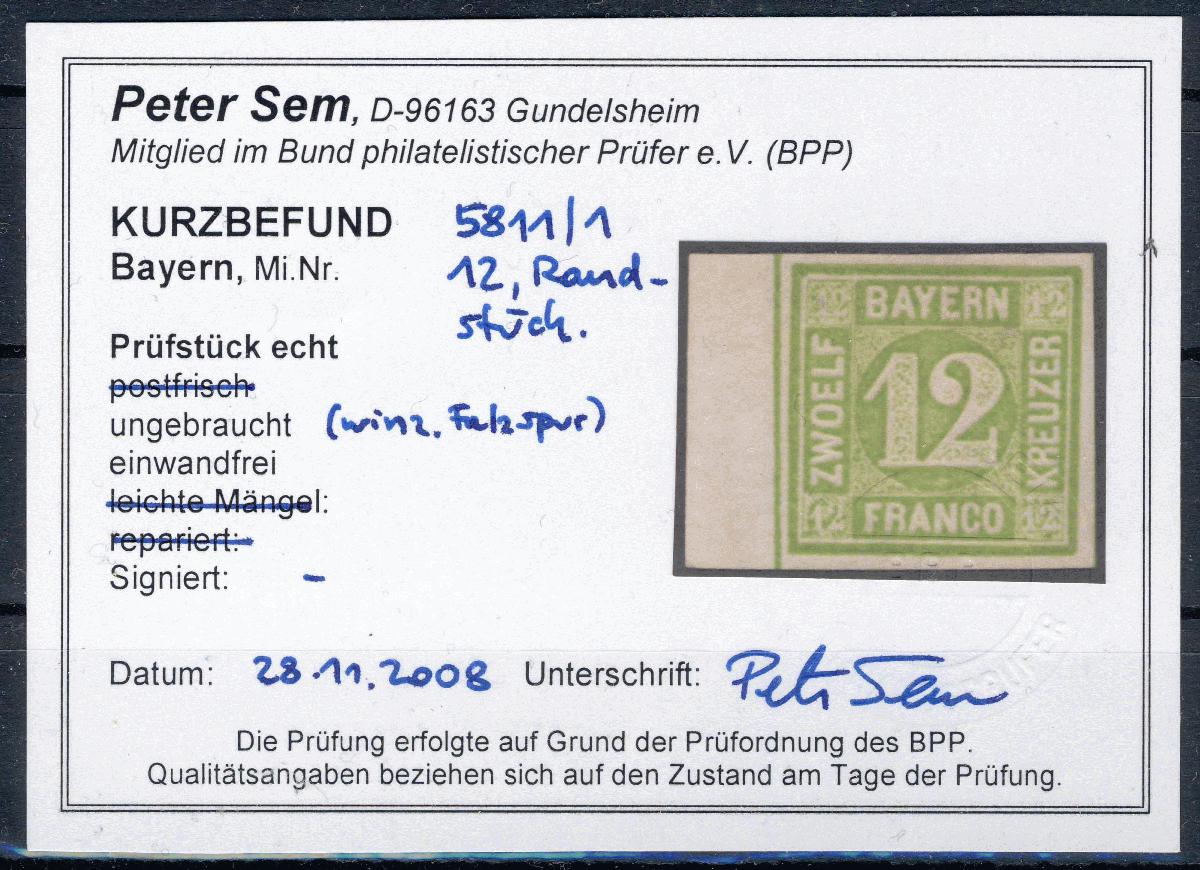 Peter Sem, D-96163 Gundelsheim
Mitglied im Bund philatelistischer Prüfer e.V. (BPP)
KURZBEFUND 5811/1
Bayern, Mi.Nr. 12, Rand-
stück.
Prüfstück echt
postfrisch
ungebraucht (winz. Falzspur)
einwandfrei
leichte Mängel:
repariert:
Signiert: -
12 BAYERN 12
ZWOELF
12
KREUZER
12 FRANCO 12
PRÜFER
Datum: 28.11.2008 Unterschrift: Peter Sem
Die Prüfung erfolgte auf Grund der Prüfordnung des BPP.
Qualitätsangaben beziehen sich auf den Zustand am Tage der Prüfung.